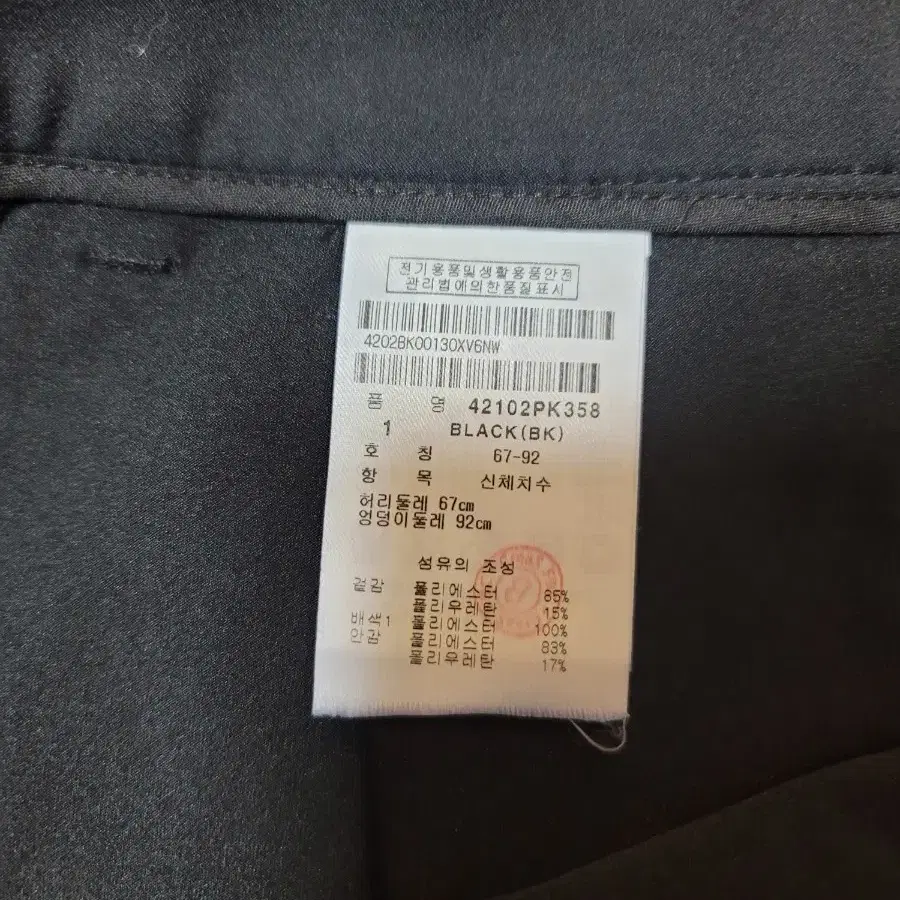 전기용품및생활용품안전
관리법에의한품질표시
4202BK00130XV6NW
품 명 42102PK358
1 BLACK(BK)
호 칭 67-92
항 목 신체치수
허리둘레 67cm
엉덩이둘레 92cm
섬유의 조성
겉감 폴리에스터 85%
폴리우레탄 15%
배색1 폴리에스터 100%
안감 폴리에스터 83%
폴리우레탄 17%